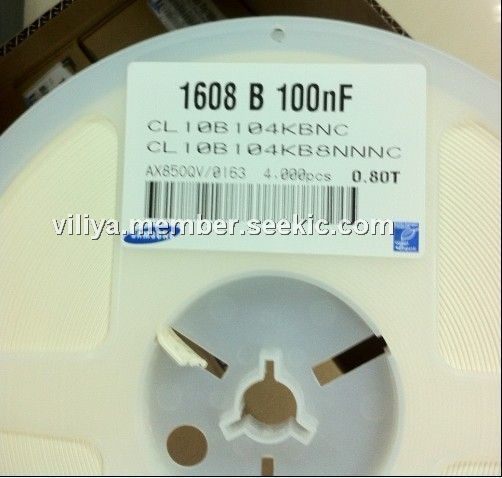 1608 B 100nF
CL10B104KBNC
CL10B104KB8NNNC
AX850QV/0163 4.000pcs 0.80T
viliya.member.seekic.com
SAMSUNG